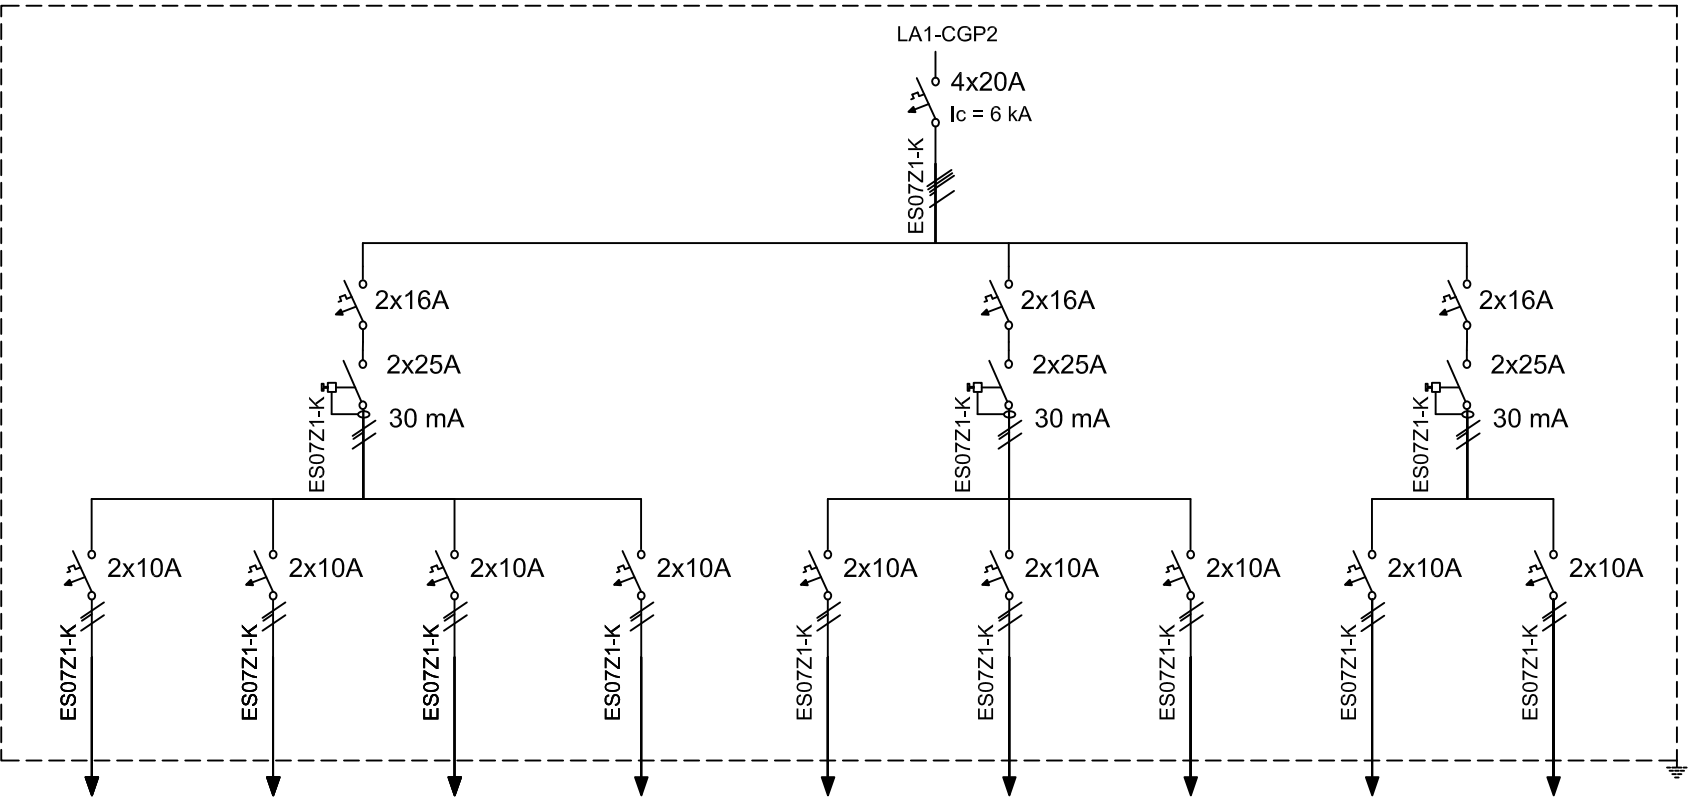 LA1-CGP2
4x20A
Ic = 6 kA
ES07Z1-K
2x16A
2x16A
2x16A
2x25A
2x25A
2x25A
30 mA
30 mA
30 mA
ES07Z1-K
ES07Z1-K
ES07Z1-K
2x10A
2x10A
2x10A
2x10A
2x10A
2x10A
2x10A
2x10A
2x10A
ES07Z1-K
ES07Z1-K
ES07Z1-K
ES07Z1-K
ES07Z1-K
ES07Z1-K
ES07Z1-K
ES07Z1-K
ES07Z1-K